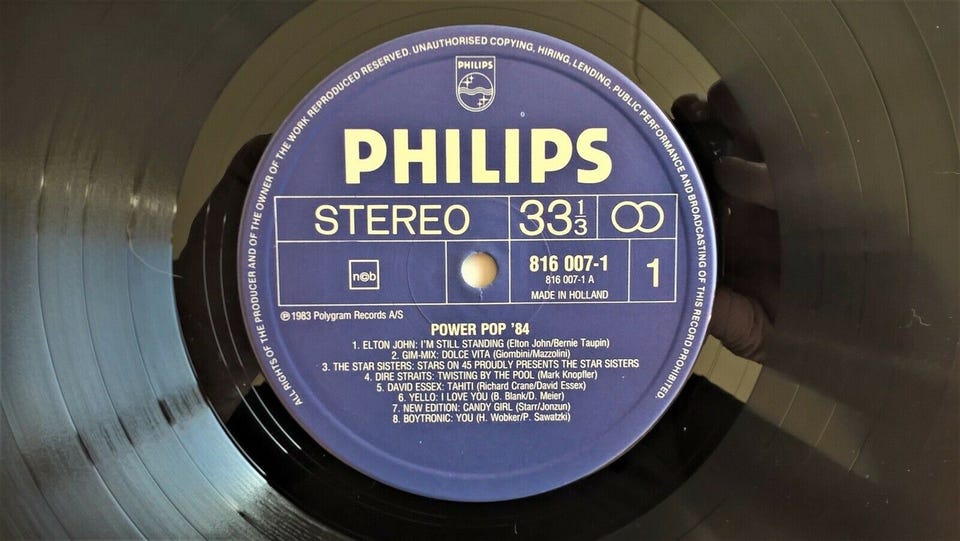 ALL RIGHTS OF THE PRODUCER AND OF THE OWNER OF THE WORK REPRODUCED RESERVED. UNAUTHORISED COPYING, HIRING, LENDING, PUBLIC PERFORMANCE AND BROADCASTING OF THIS RECORD PROHIBITED.
PHILIPS
PHILIPS
STEREO
33 1/3
816 007-1
816 007-1 A
MADE IN HOLLAND
1
n©b
℗ 1983 Polygram Records A/S
POWER POP '84
1. ELTON JOHN: I'M STILL STANDING (Elton John/Bernie Taupin)
2. GIM-MIX: DOLCE VITA (Giombini/Mazzolini)
3. THE STAR SISTERS: STARS ON 45 PROUDLY PRESENTS THE STAR SISTERS
4. DIRE STRAITS: TWISTING BY THE POOL (Mark Knopfler)
5. DAVID ESSEX: TAHITI (Richard Crane/David Essex)
6. YELLO: I LOVE YOU (B. Blank/D. Meier)
7. NEW EDITION: CANDY GIRL (Starr/Jonzun)
8. BOYTRONIC: YOU (H. Wobker/P. Sawatzki)